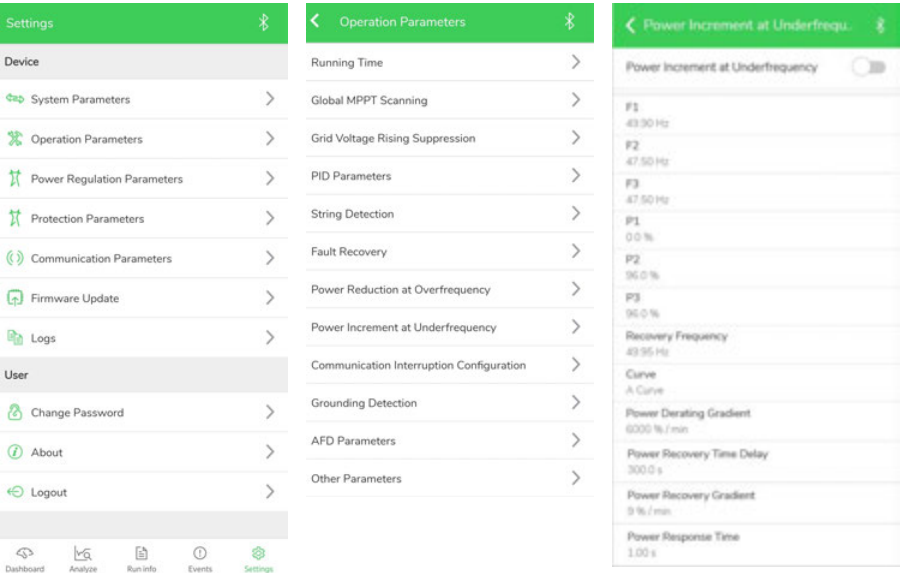 Settings
Device
System Parameters
Operation Parameters
Power Regulation Parameters
Protection Parameters
Communication Parameters
Firmware Update
Logs
User
Change Password
About
Logout
Dashboard
Analyze
Run info
Events
Settings
Operation Parameters
Running Time
Global MPPT Scanning
Grid Voltage Rising Suppression
PID Parameters
String Detection
Fault Recovery
Power Reduction at Overfrequency
Power Increment at Underfrequency
Communication Interruption Configuration
Grounding Detection
AFD Parameters
Other Parameters
Power Increment at Underfrequ..
Power Increment at Underfrequency
F1
49.90 Hz
F2
47.50 Hz
F3
47.50 Hz
P1
0.0 %
P2
96.0 %
P3
96.0 %
Recovery Frequency
49.95 Hz
Curve
A Curve
Power Derating Gradient
6000 % / min
Power Recovery Time Delay
300.0 s
Power Recovery Gradient
9 % / min
Power Response Time
1.00 s